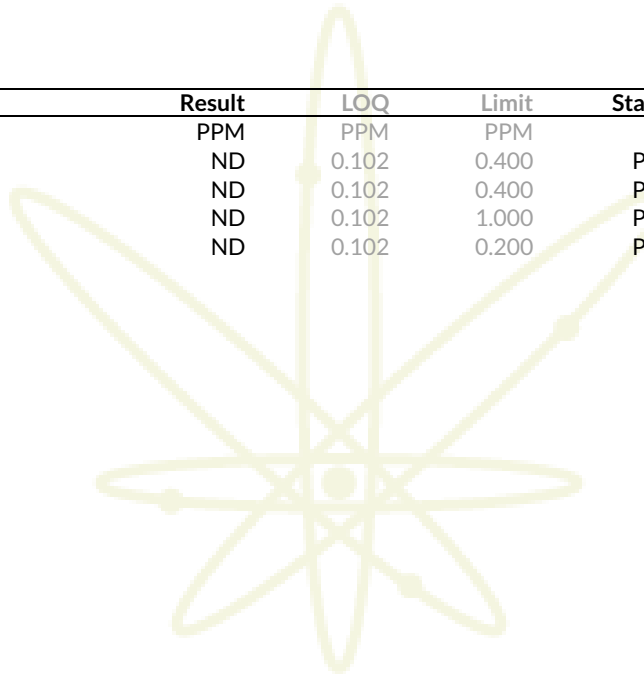 Result LOQ Limit Sta
PPM PPM PPM
ND 0.102 0.400 P
ND 0.102 0.400 P
ND 0.102 1.000 P
ND 0.102 0.200 P